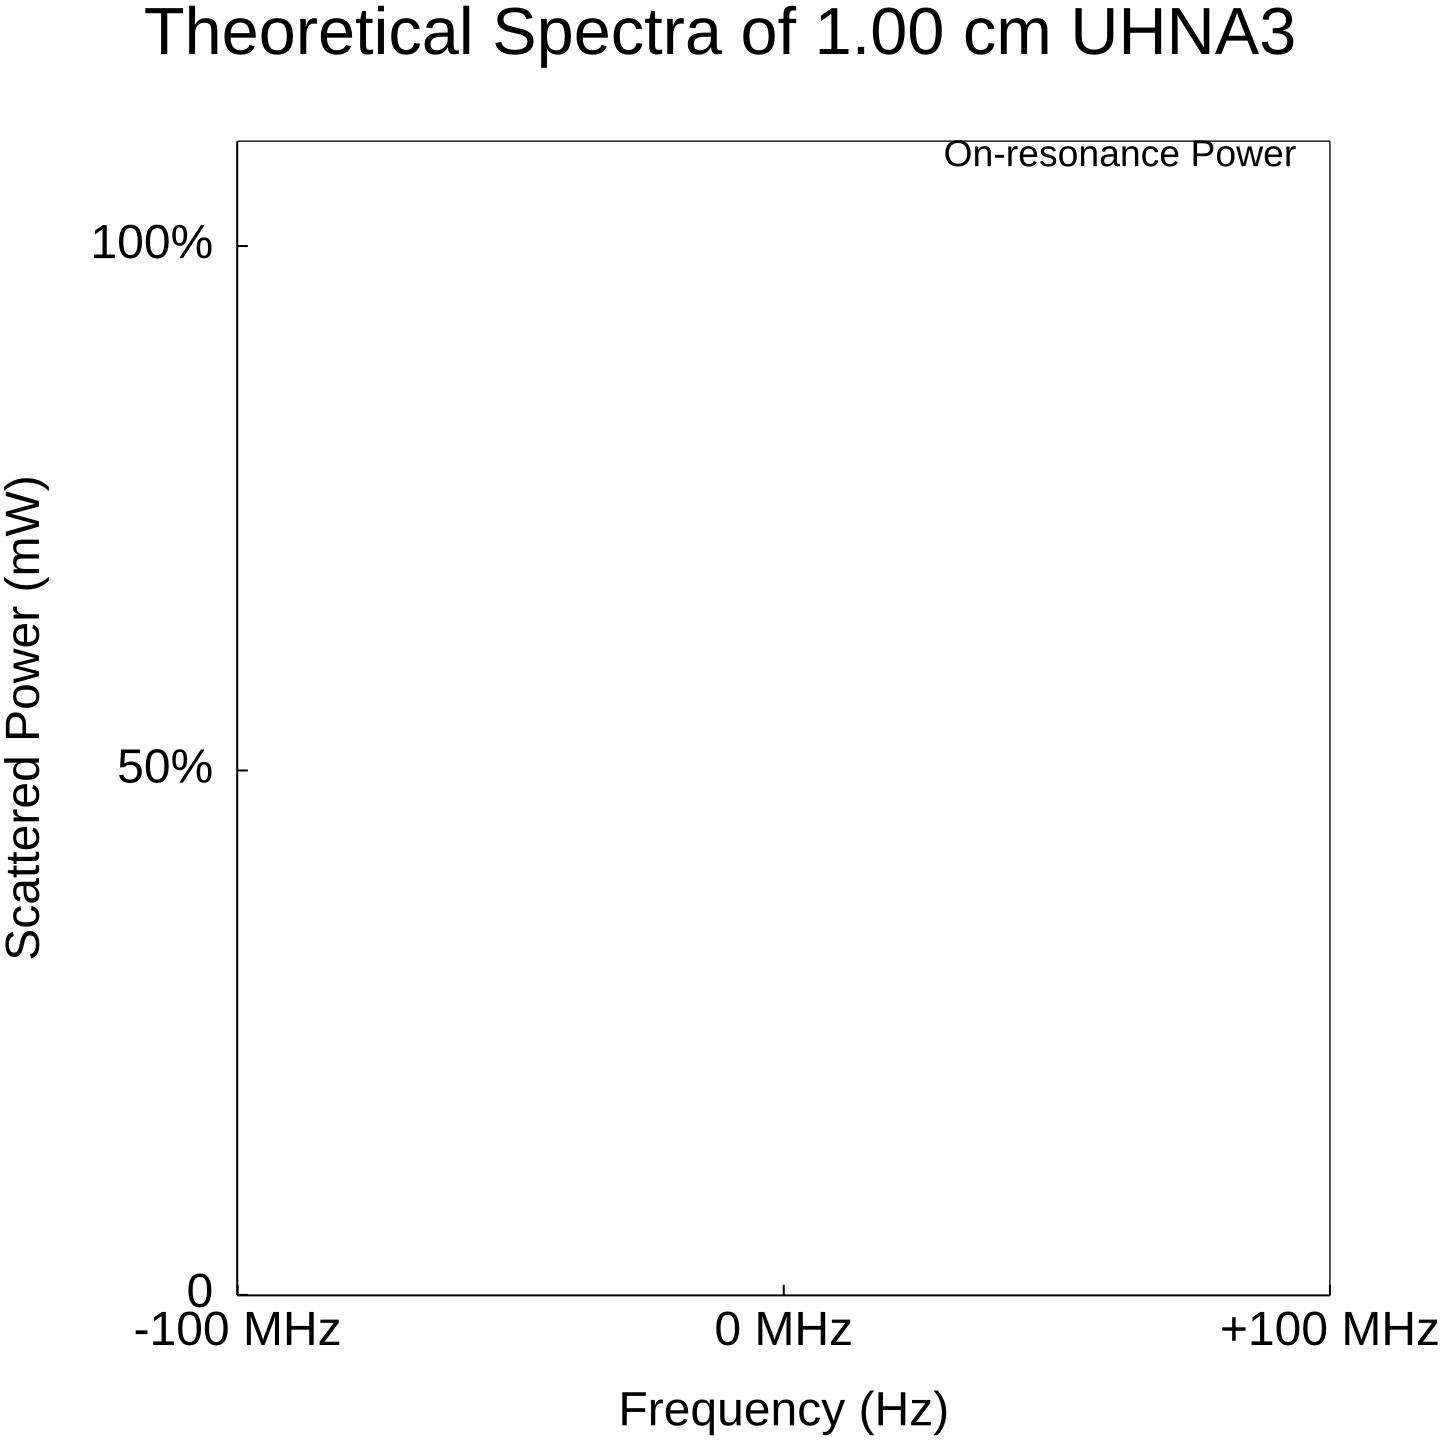 Theoretical Spectra of 1.00 cm UHNA3
On-resonance Power
100%
50%
0
Scattered Power (mW)
-100 MHz
0 MHz
+100 MHz
Frequency (Hz)